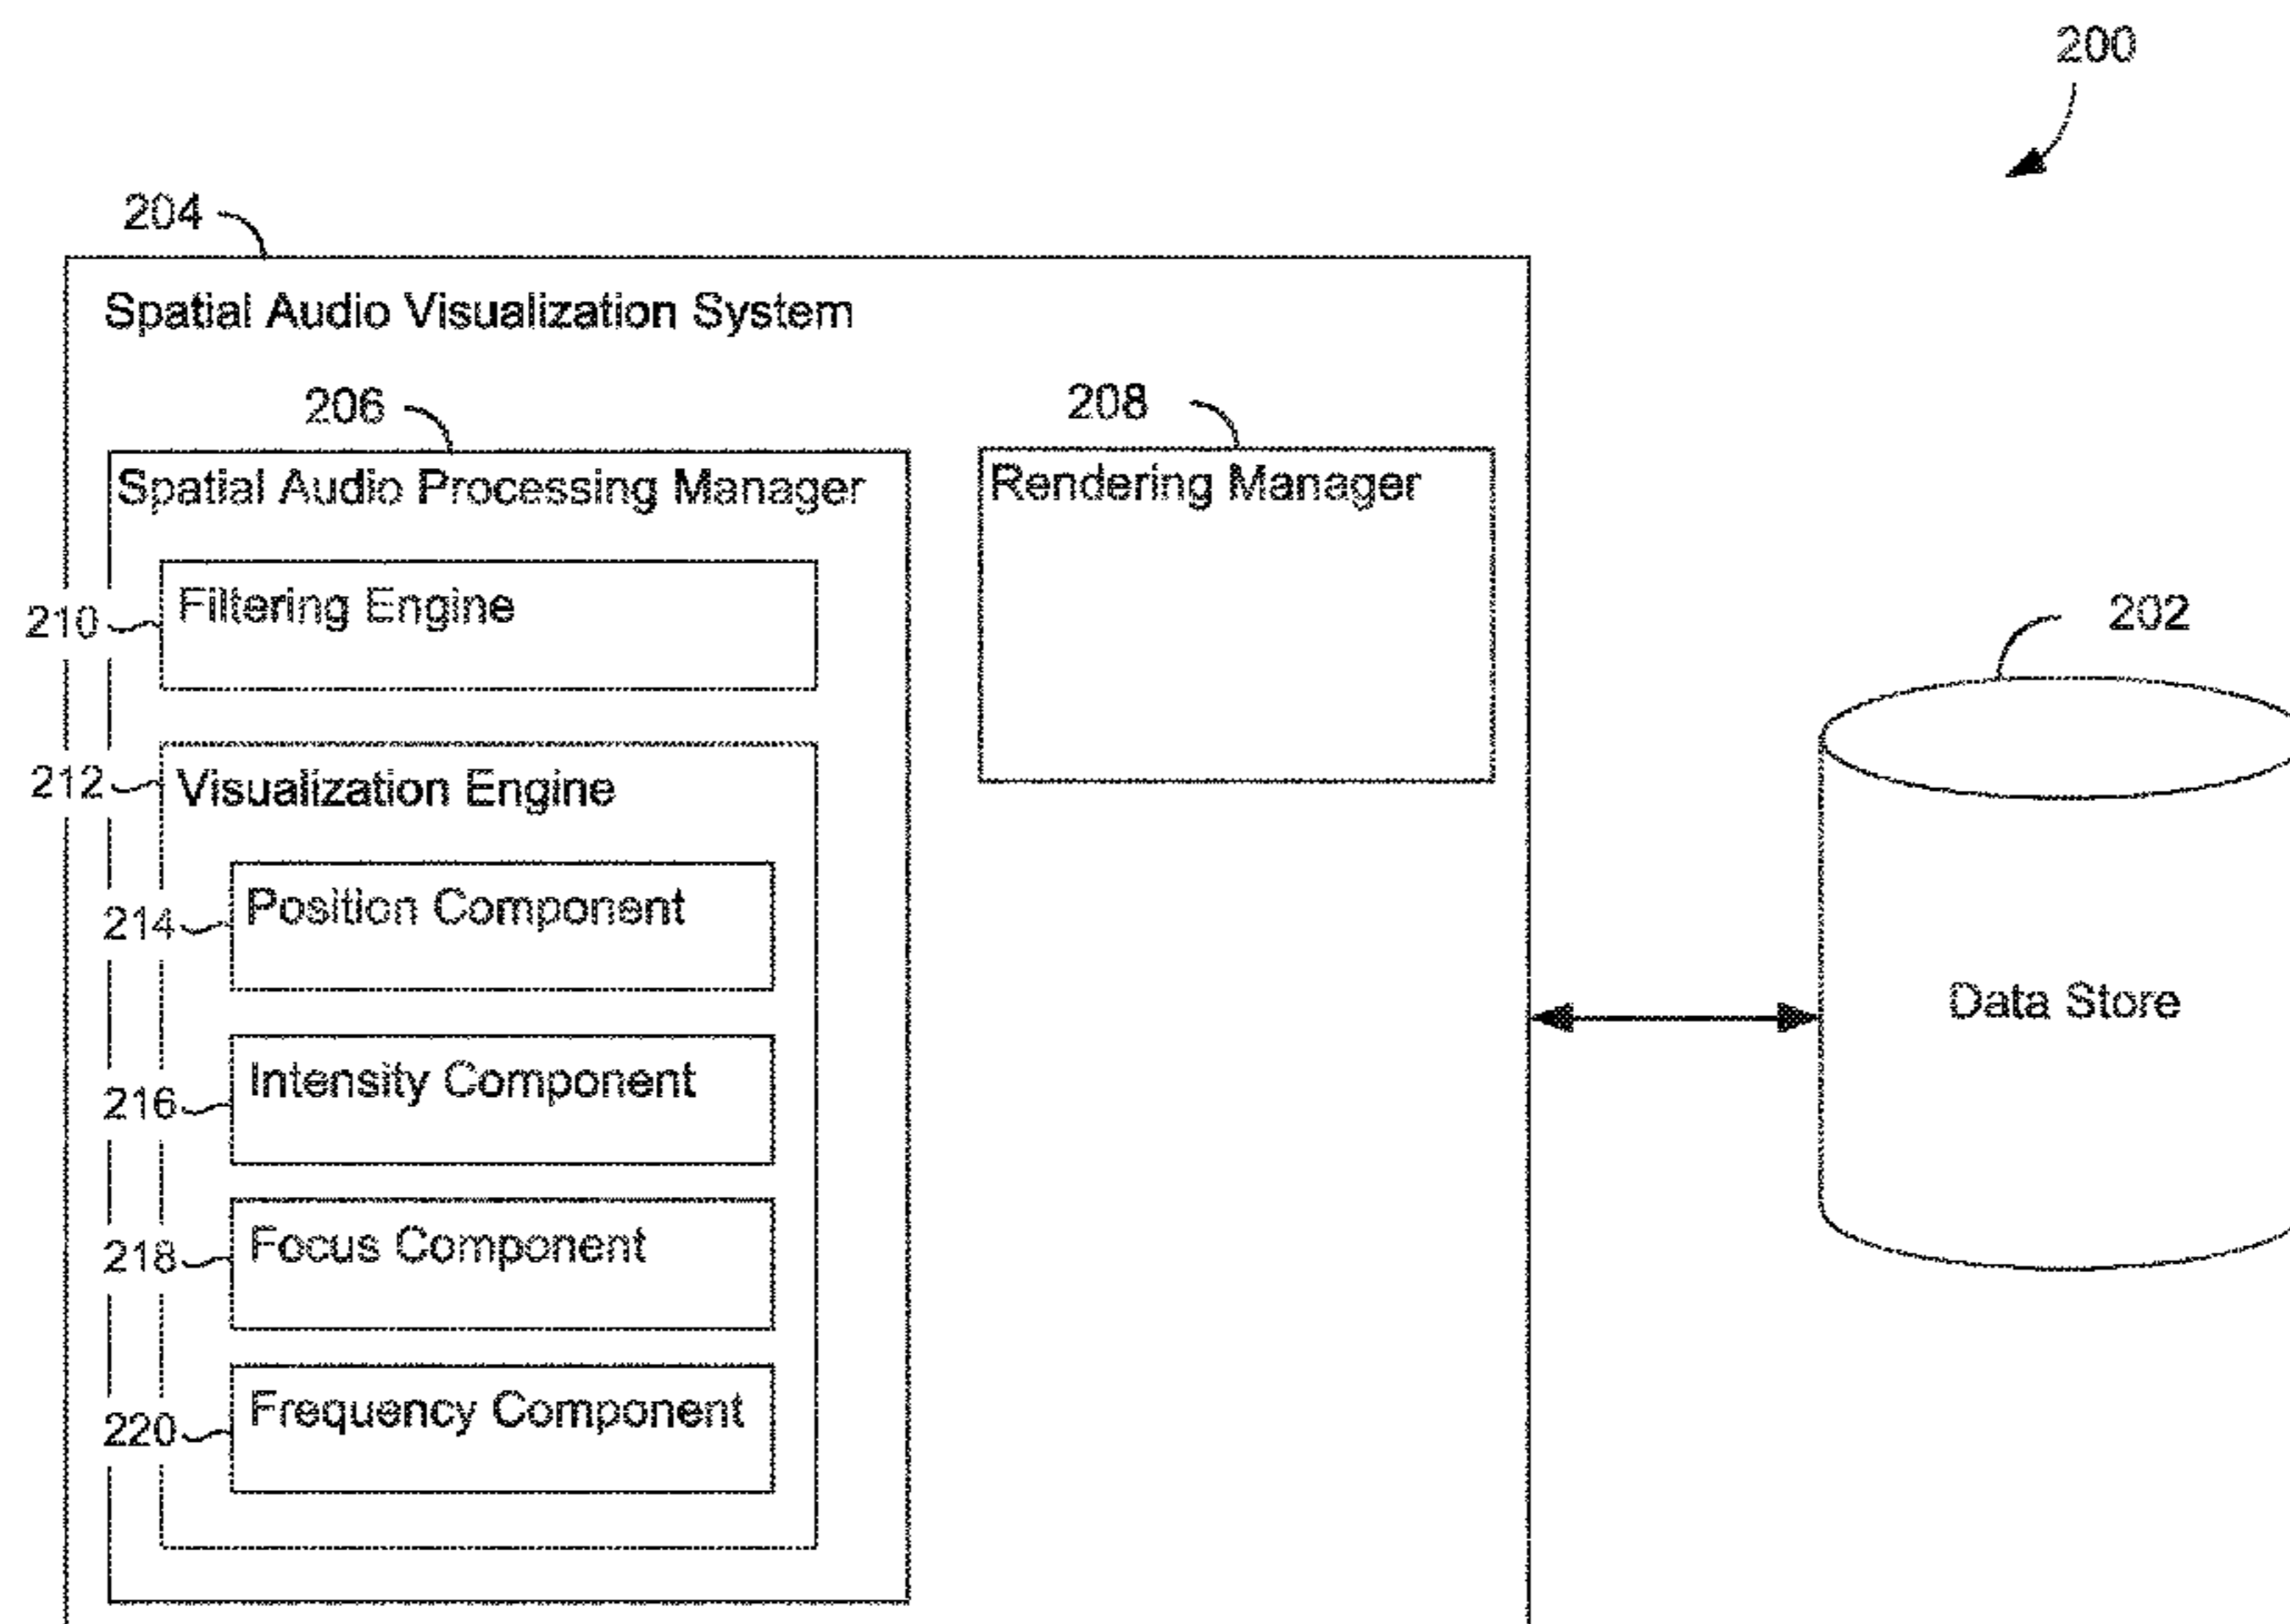 200
204
Spatial Audio Visualization System
206
208
Spatial Audio Processing Manager
Rendering Manager
210
Filtering Engine
202
212
Visualization Engine
214
Position Component
Data Store
216
Intensity Component
218
Focus Component
220
Frequency Component